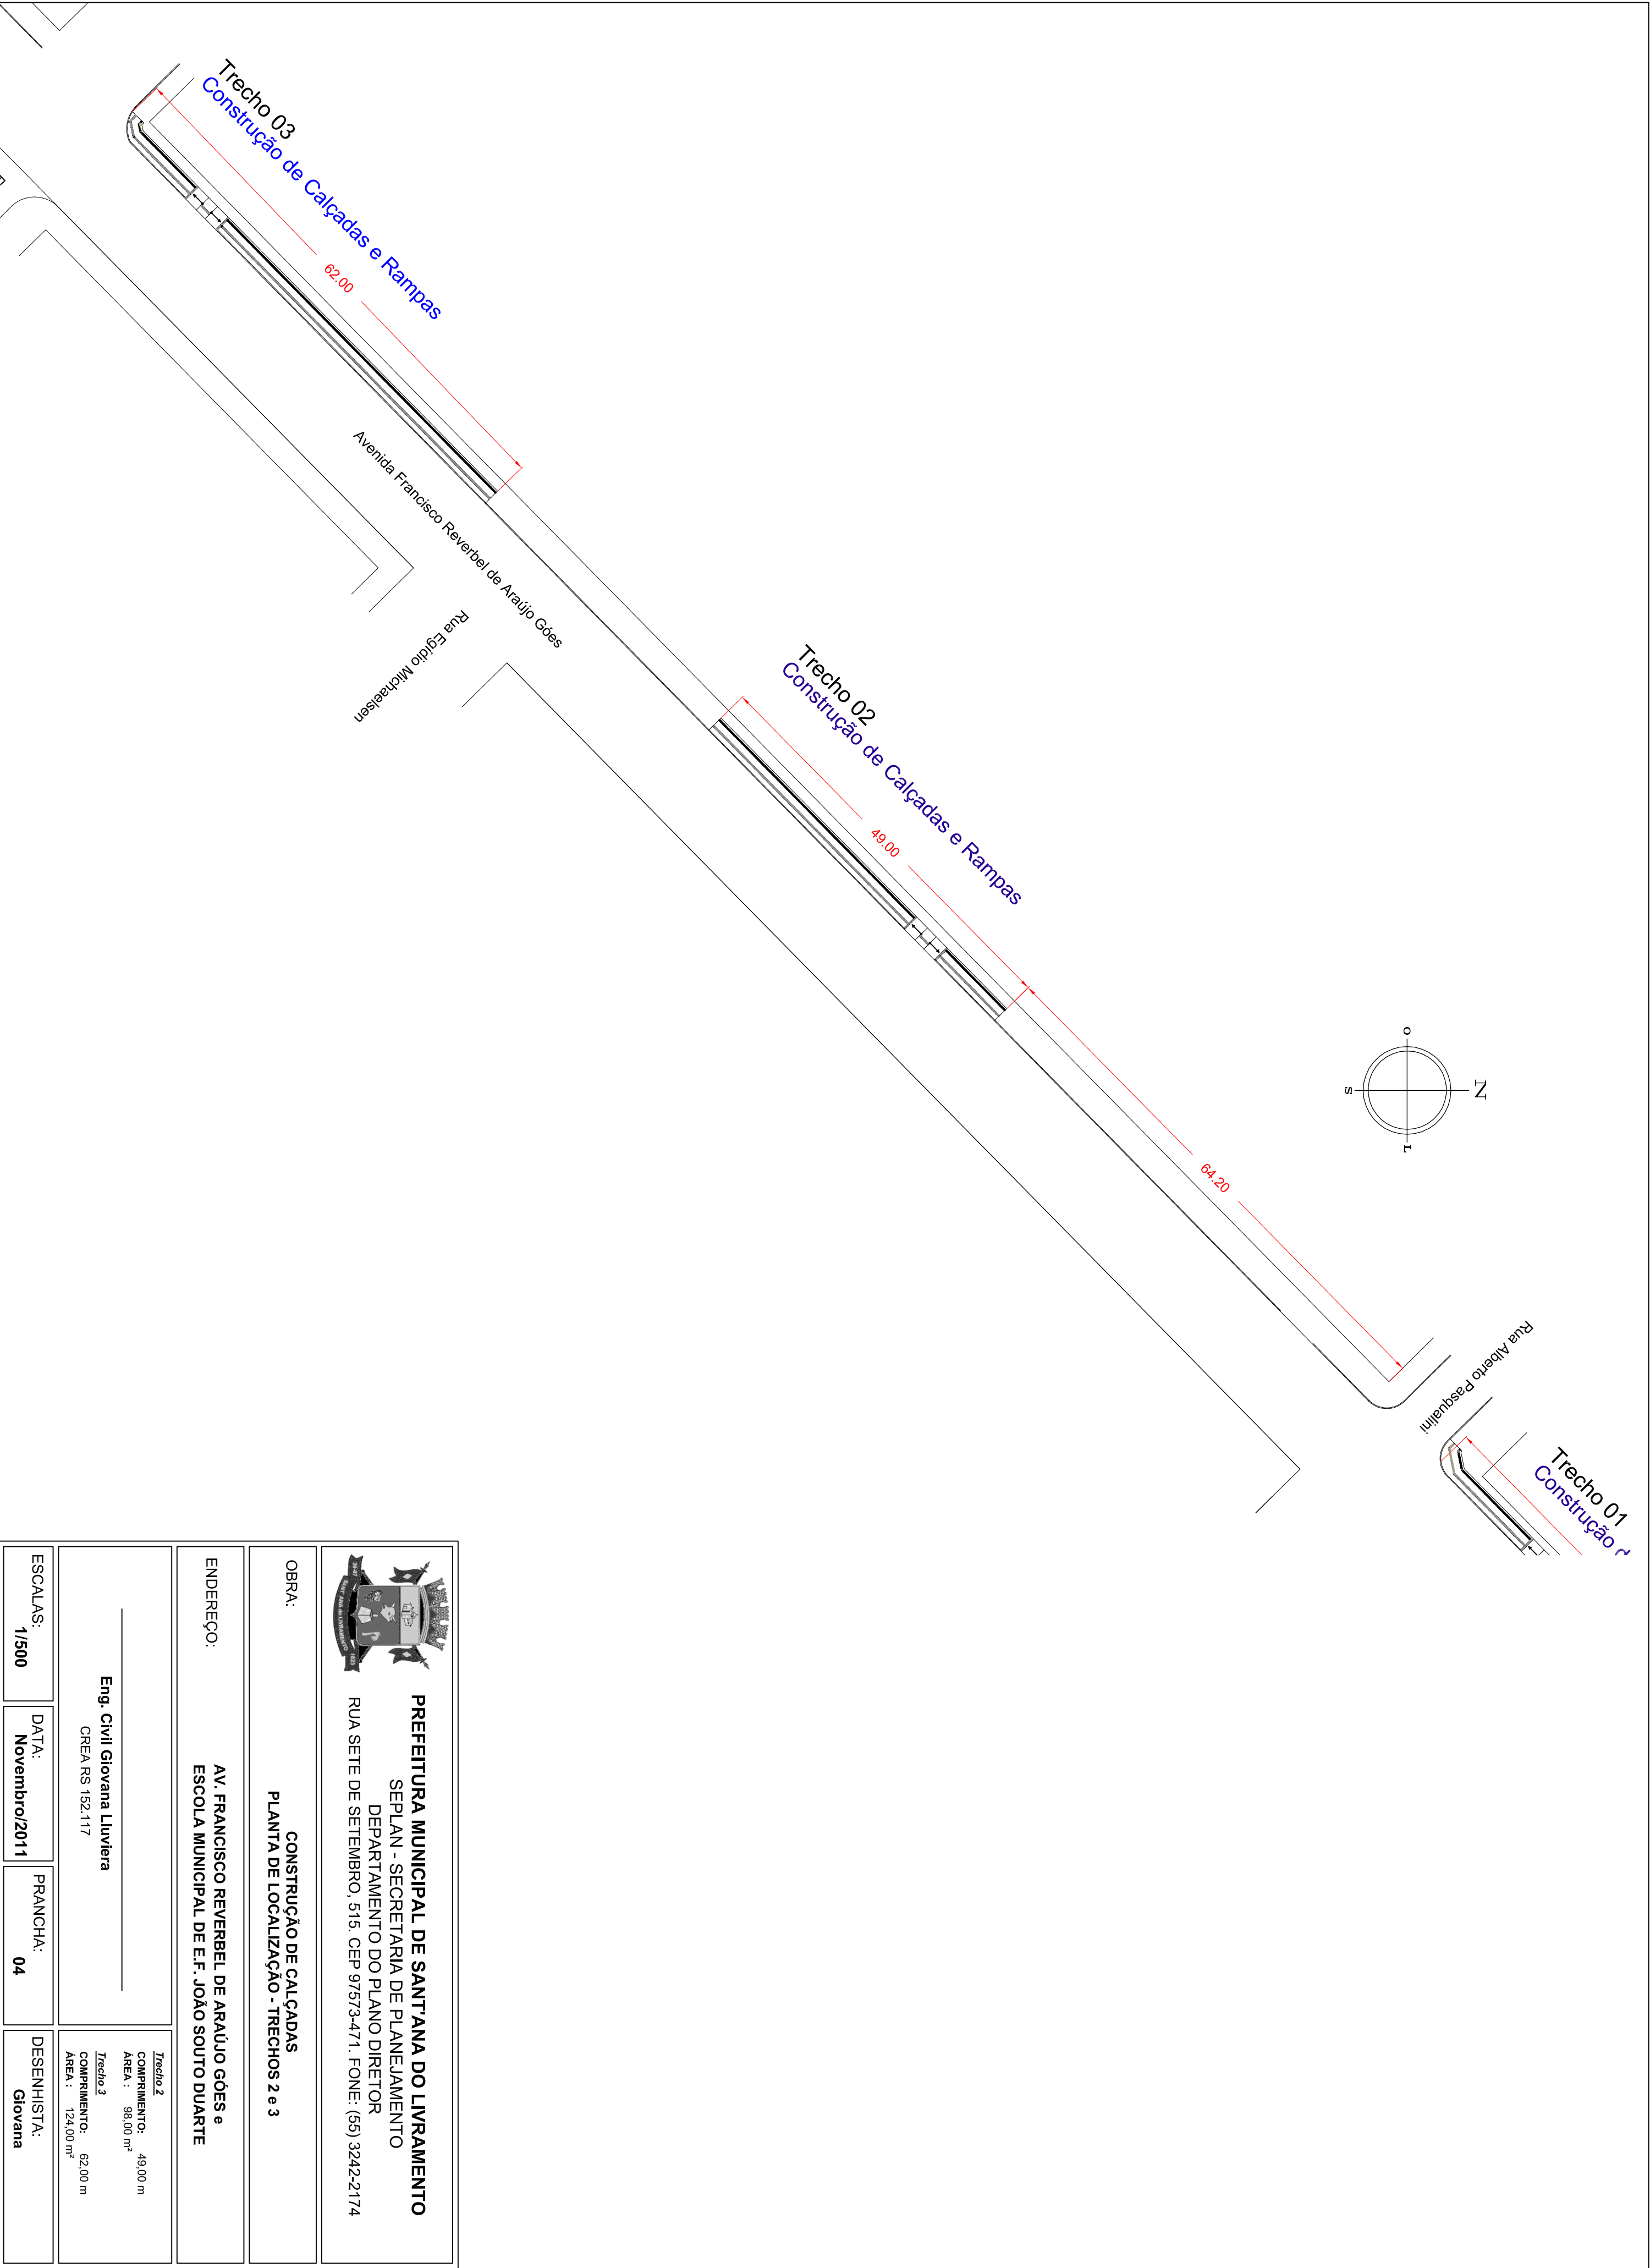 Trecho 03
Construção de Calçadas e Rampas
62.00
Avenida Francisco Reverbel de Araújo Góes
Rua Egídio Michaelsen
Trecho 02
Construção de Calçadas e Rampas
49.00
64.20
N
O
L
S
Rua Alberto Pasqualini
Trecho 01
Construção d
PREFEITURA MUNICIPAL DE SANT'ANA DO LIVRAMENTO
SEPLAN - SECRETARIA DE PLANEJAMENTO
DEPARTAMENTO DO PLANO DIRETOR
RUA SETE DE SETEMBRO, 515. CEP 97573-471. FONE: (55) 3242-2174
SANT' ANA do LIVRAMENTO
1823
OBRA:
CONSTRUÇÃO DE CALÇADAS
PLANTA DE LOCALIZAÇÃO - TRECHOS 2 e 3
ENDEREÇO:
AV. FRANCISCO REVERBEL DE ARAÚJO GÓES e
ESCOLA MUNICIPAL DE E.F. JOÃO SOUTO DUARTE
Eng. Civil Giovana Lluviera
CREA RS 152.117
Trecho 2
COMPRIMENTO: 49,00 m
ÁREA : 98,00 m²
Trecho 3
COMPRIMENTO: 62,00 m
ÁREA : 124,00 m²
ESCALAS:
1/500
DATA:
Novembro/2011
PRANCHA:
04
DESENHISTA:
Giovana